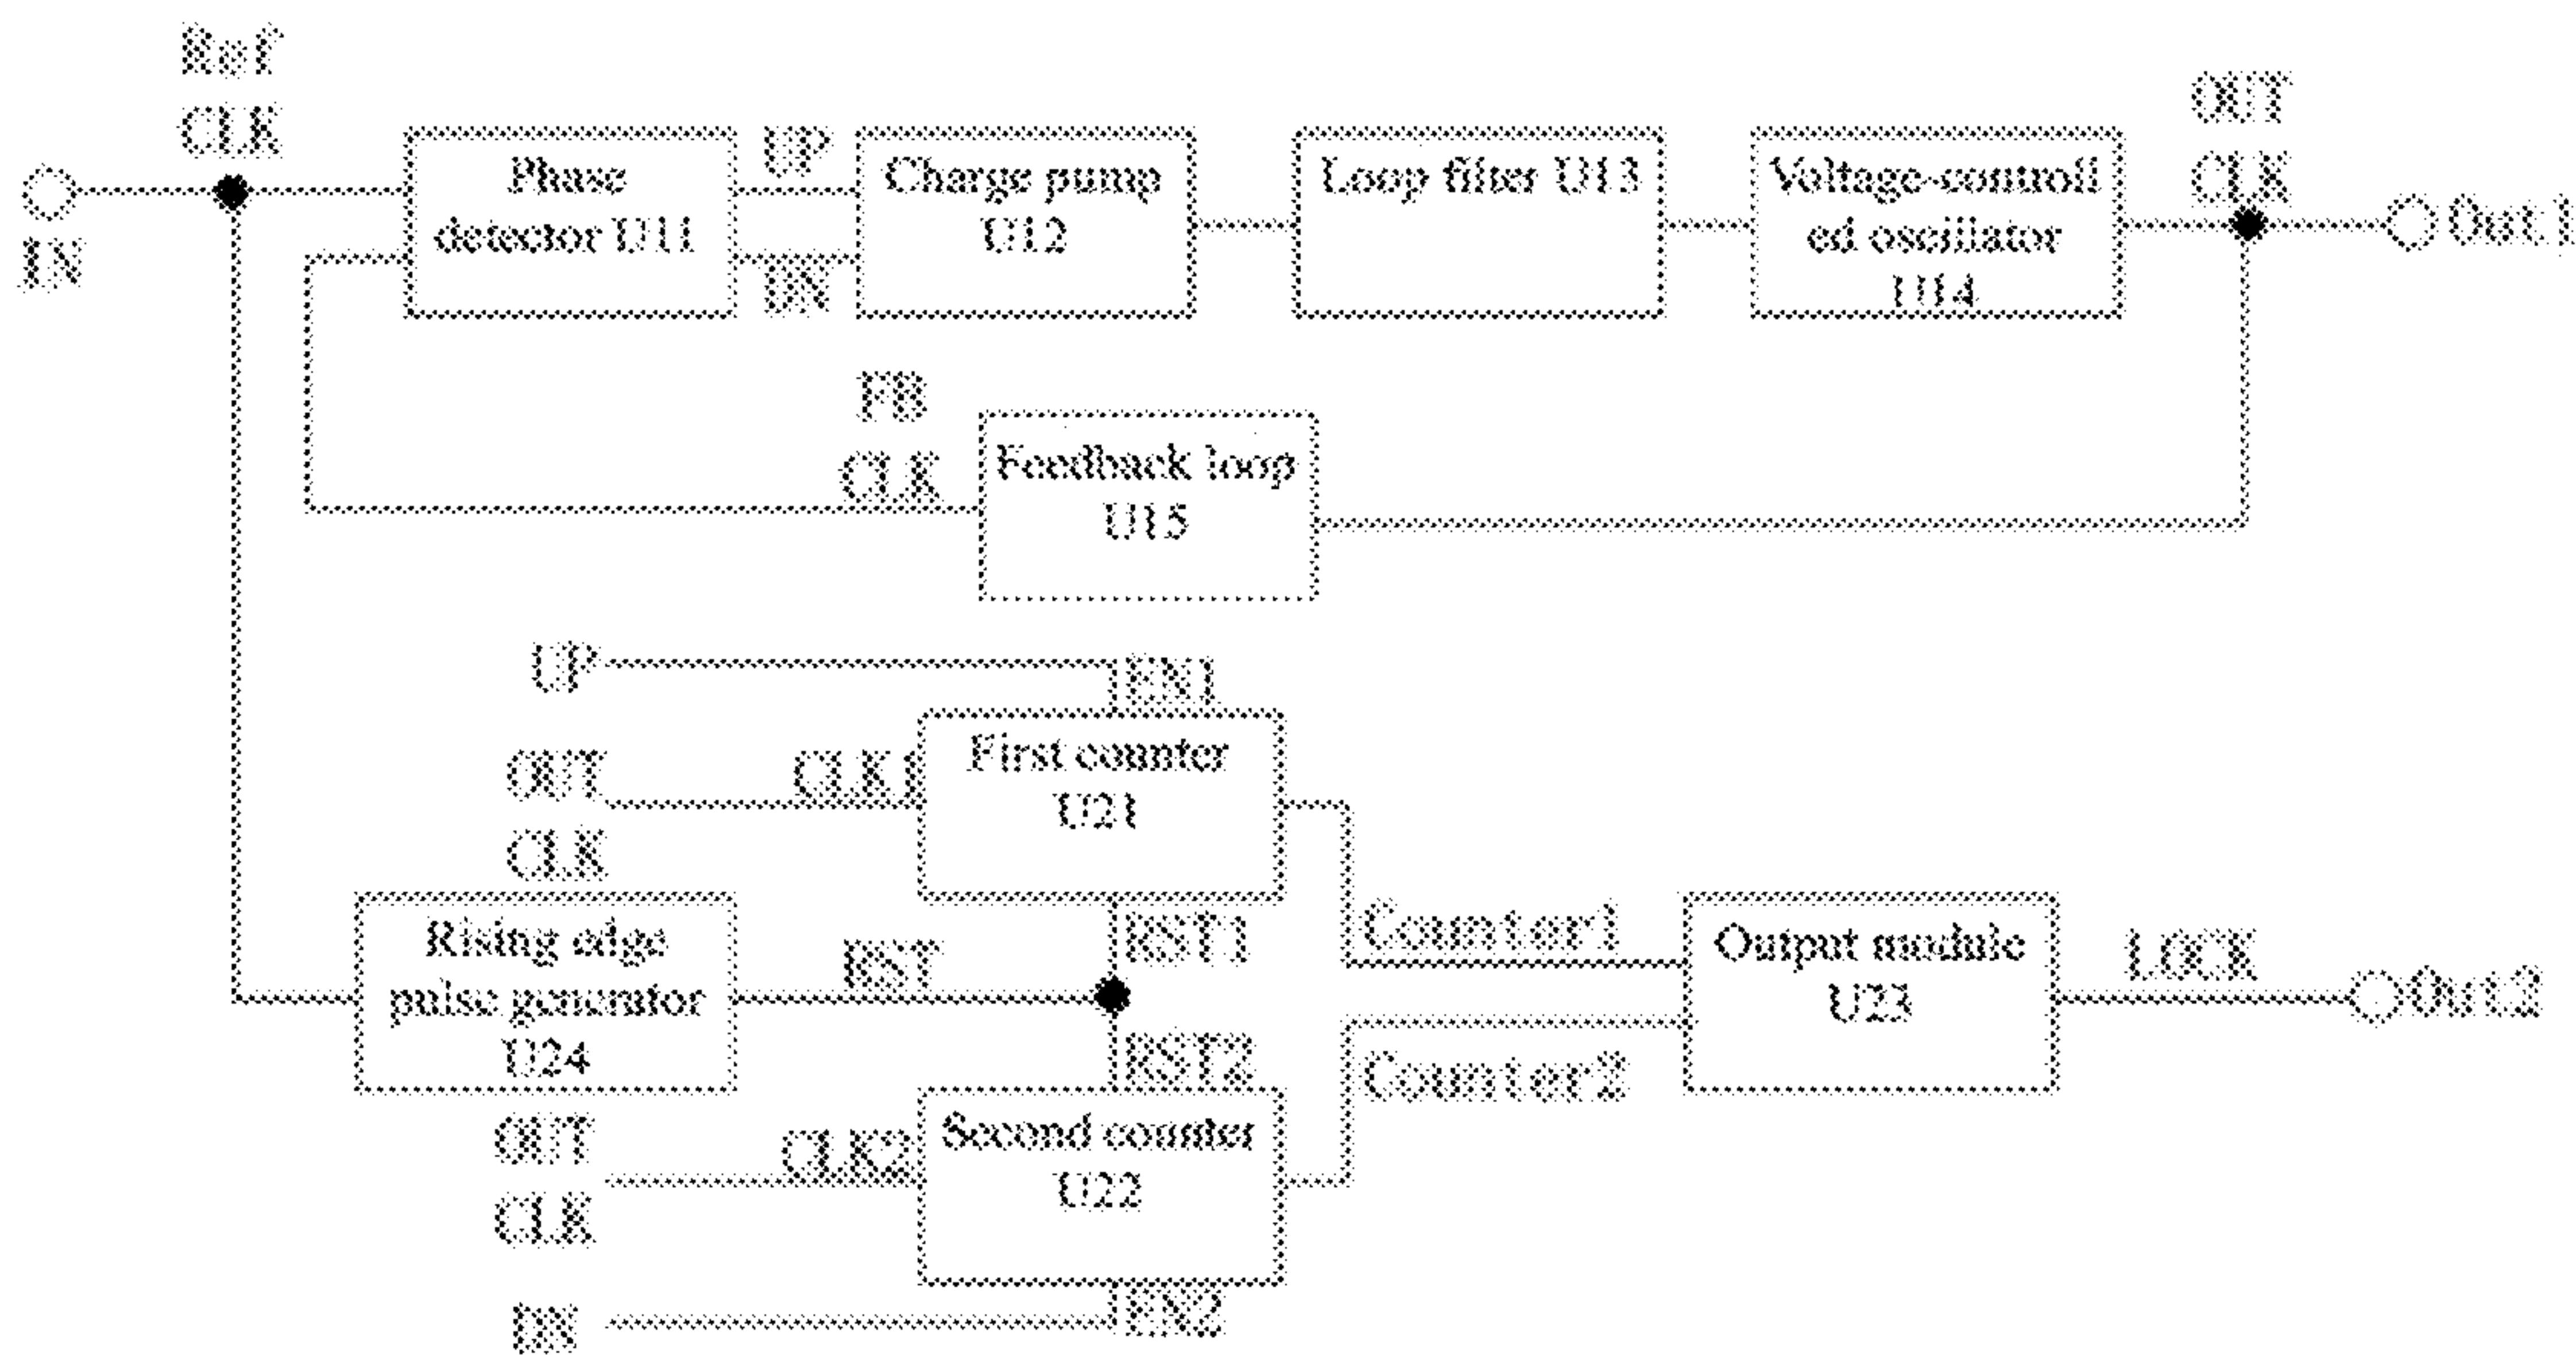 Ref
CLK
IN
Phase
detector U11
UP
DN
Charge pump
U12
Loop filter U13
Voltage-controll
ed oscillator
U14
OUT
CLK
Out1
FB
CLK
Feedback loop
U15
UP
EN1
OUT
CLK
CLK1
First counter
U21
RST1
Rising edge
pulse generator
U24
RST
Counter1
Output module
U23
LOCK
Out2
RST2
Counter2
OUT
CLK
CLK2
Second counter
U22
DN
EN2